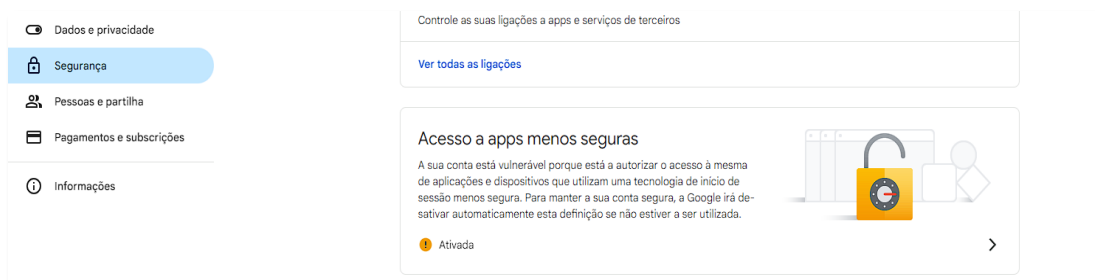 Dados e privacidade
Segurança
Pessoas e partilha
Pagamentos e subscrições
Informações
Controle as suas ligações a apps e serviços de terceiros
Ver todas as ligações
Acesso a apps menos seguras
A sua conta está vulnerável porque está a autorizar o acesso à mesma
de aplicações e dispositivos que utilizam uma tecnologia de início de
sessão menos segura. Para manter a sua conta segura, a Google irá de-
sativar automaticamente esta definição se não estiver a ser utilizada.
Ativada